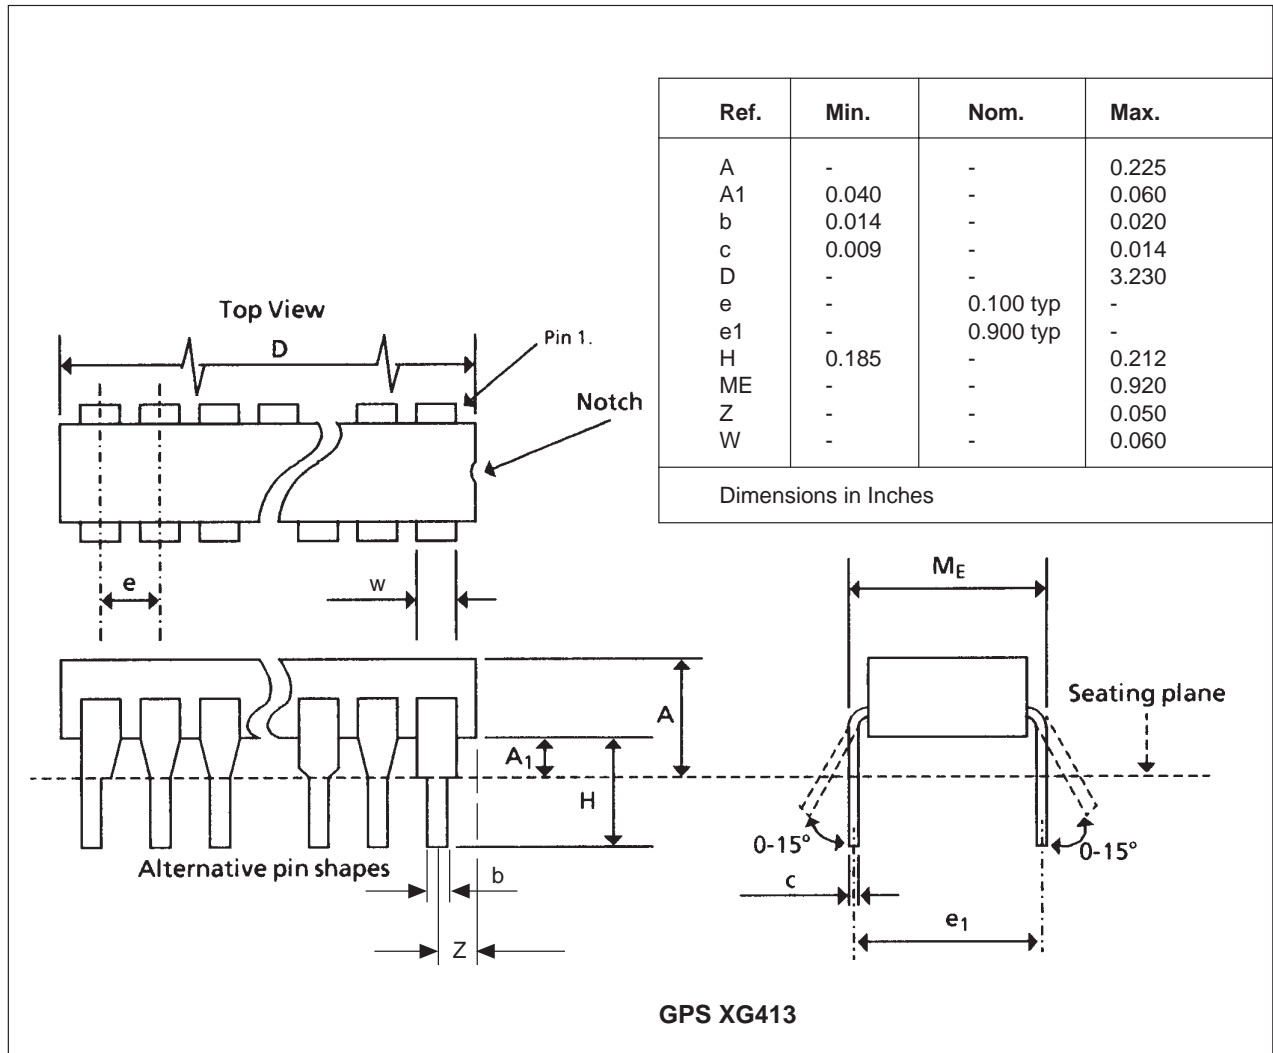 Ref. Min. Nom. Max.
A - - 0.225
A1 0.040 - 0.060
b 0.014 - 0.020
c 0.009 - 0.014
D - - 3.230
e - 0.100 typ -
e1 - 0.900 typ -
H 0.185 - 0.212
ME - - 0.920
Z - - 0.050
W - - 0.060
Dimensions in Inches
Top View
D
Pin 1.
Notch
e
w
A
A1
H
Alternative pin shapes
b
Z
ME
Seating plane
0-15°
0-15°
c
e1
GPS XG413